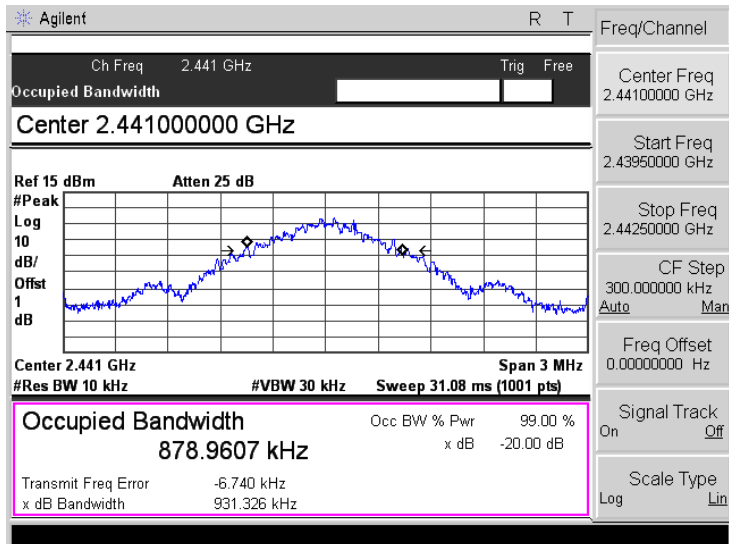 Agilent R T
Freq/Channel
Ch Freq 2.441 GHz Trig Free
Occupied Bandwidth
Center 2.441000000 GHz
Ref 15 dBm Atten 25 dB
#Peak
Log
10
dB/
Offst
1
dB
Center 2.441 GHz Span 3 MHz
#Res BW 10 kHz #VBW 30 kHz Sweep 31.08 ms (1001 pts)
Occupied Bandwidth
878.9607 kHz
Occ BW % Pwr 99.00 %
x dB -20.00 dB
Transmit Freq Error -6.740 kHz
x dB Bandwidth 931.326 kHz
Center Freq
2.44100000 GHz
Start Freq
2.43950000 GHz
Stop Freq
2.44250000 GHz
CF Step
300.000000 kHz
Auto Man
Freq Offset
0.00000000 Hz
Signal Track
On Off
Scale Type
Log Lin